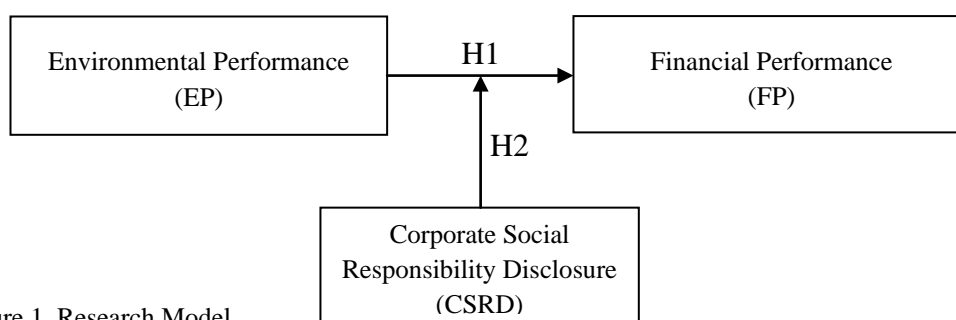 Environmental Performance
(EP)
H1
Financial Performance
(FP)
H2
Corporate Social
Responsibility Disclosure
(CSRD)
ure 1. Research Model